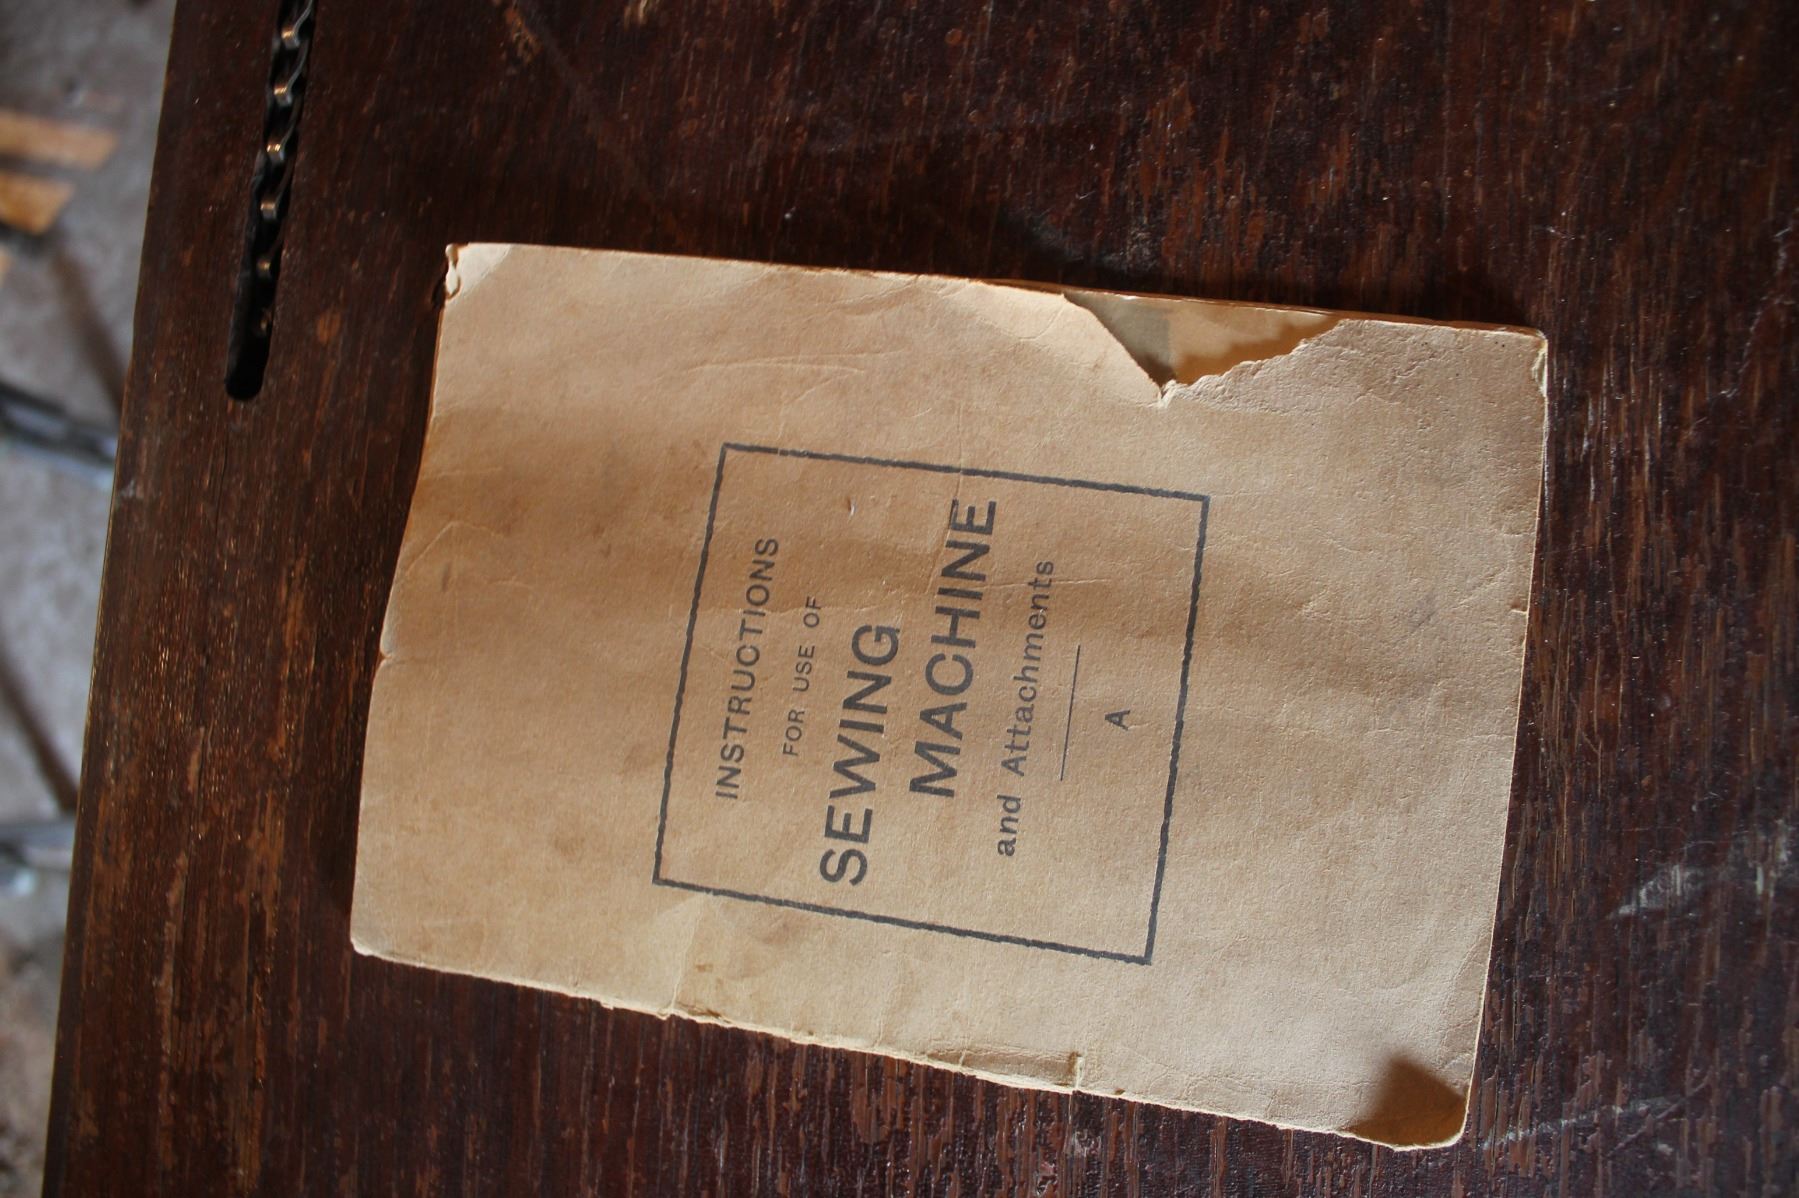 INSTRUCTIONS
FOR USE OF
SEWING
MACHINE
and Attachments
A